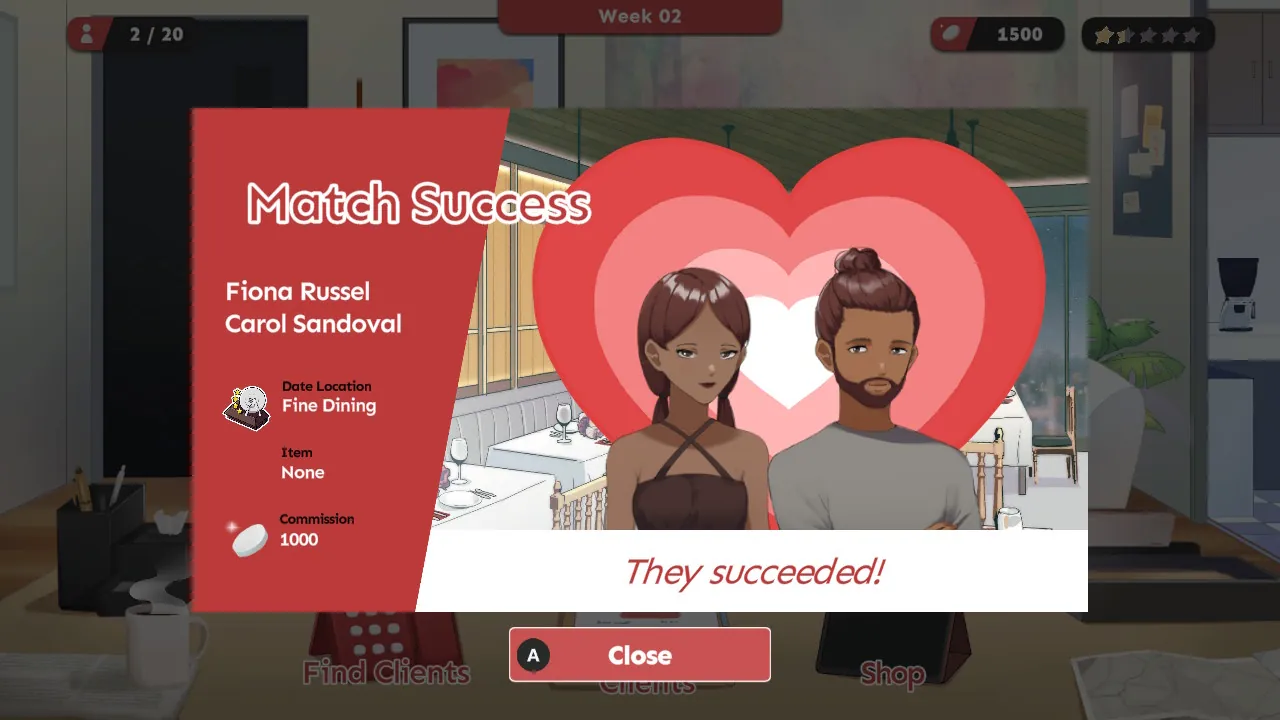 Week 02
2 / 20
1500
Match Success
Fiona Russel
Carol Sandoval
Date Location
Fine Dining
Item
None
Commission
1000
They succeeded!
A Close
Find Clients
Clients
Shop